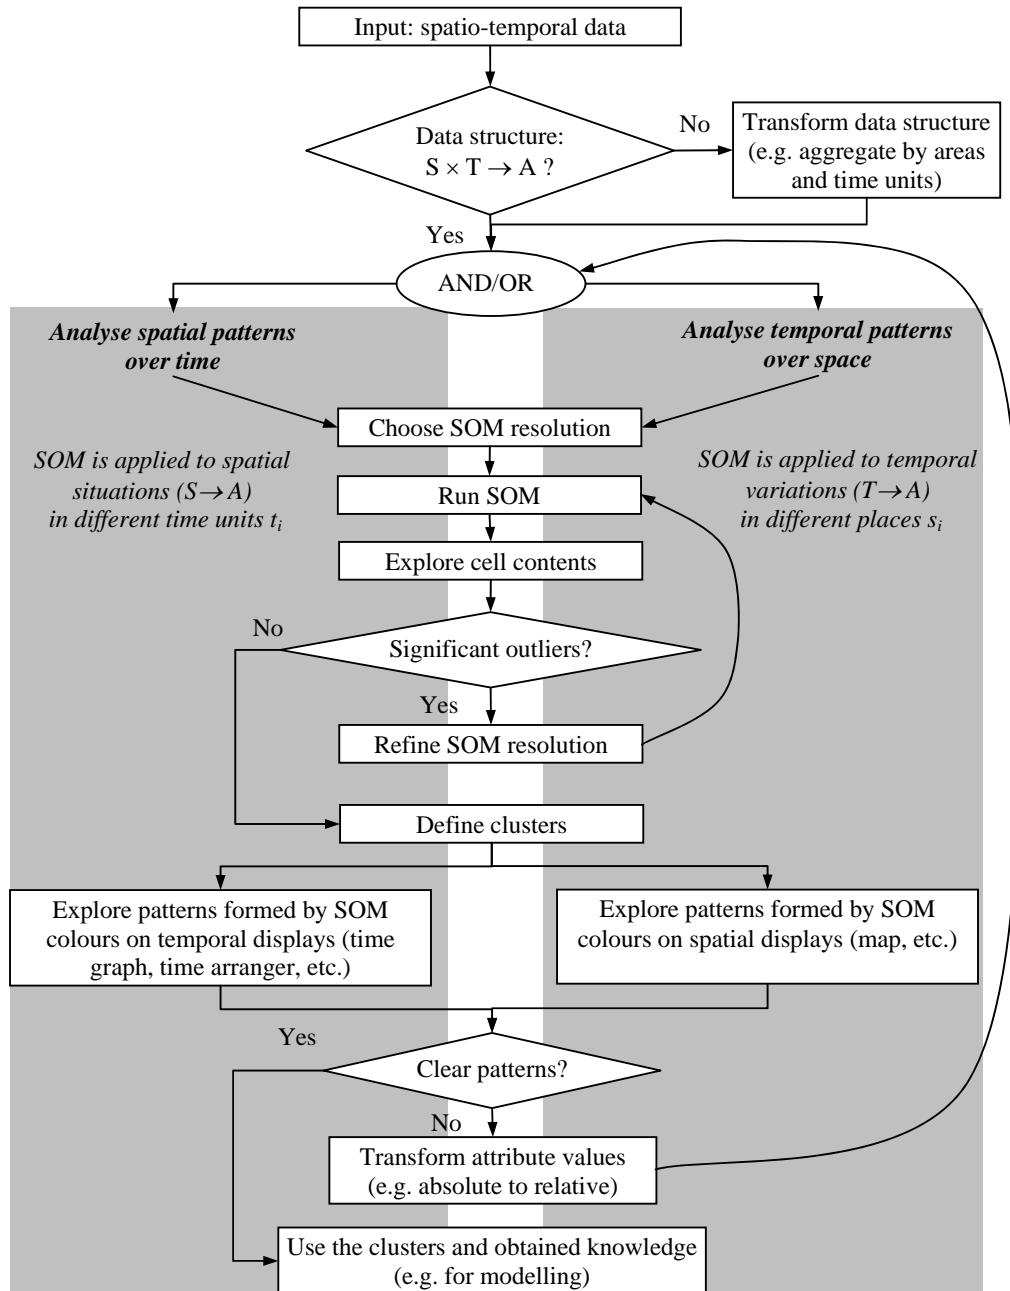 Input: spatio-temporal data
Data structure:
S × T → A ?
No
Transform data structure
(e.g. aggregate by areas
and time units)
Yes
AND/OR
Analyse spatial patterns
over time
Analyse temporal patterns
over space
Choose SOM resolution
SOM is applied to spatial
situations (S→ A)
in different time units tᵢ
SOM is applied to temporal
variations (T→ A)
in different places sᵢ
Run SOM
Explore cell contents
No
Significant outliers?
Yes
Refine SOM resolution
Define clusters
Explore patterns formed by SOM
colours on temporal displays (time
graph, time arranger, etc.)
Explore patterns formed by SOM
colours on spatial displays (map, etc.)
Yes
Clear patterns?
No
Transform attribute values
(e.g. absolute to relative)
Use the clusters and obtained knowledge
(e.g. for modelling)